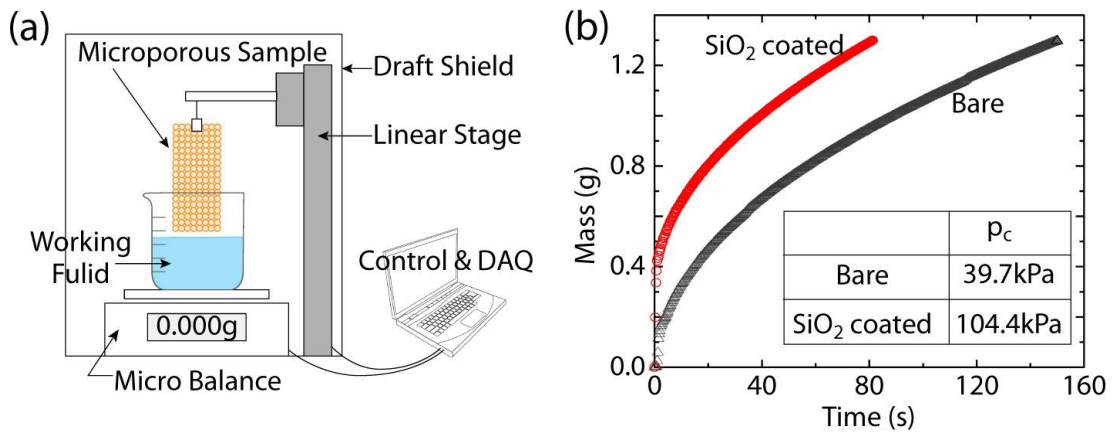 (a)
Microporous Sample
Draft Shield
Linear Stage
Working
Fulid
Control & DAQ
0.000g
Micro Balance
(b)
SiO₂ coated
Bare
Mass (g)
1.2
0.8
0.4
0.0
p_c
Bare 39.7kPa
SiO₂ coated 104.4kPa
0 40 80 120 160
Time (s)